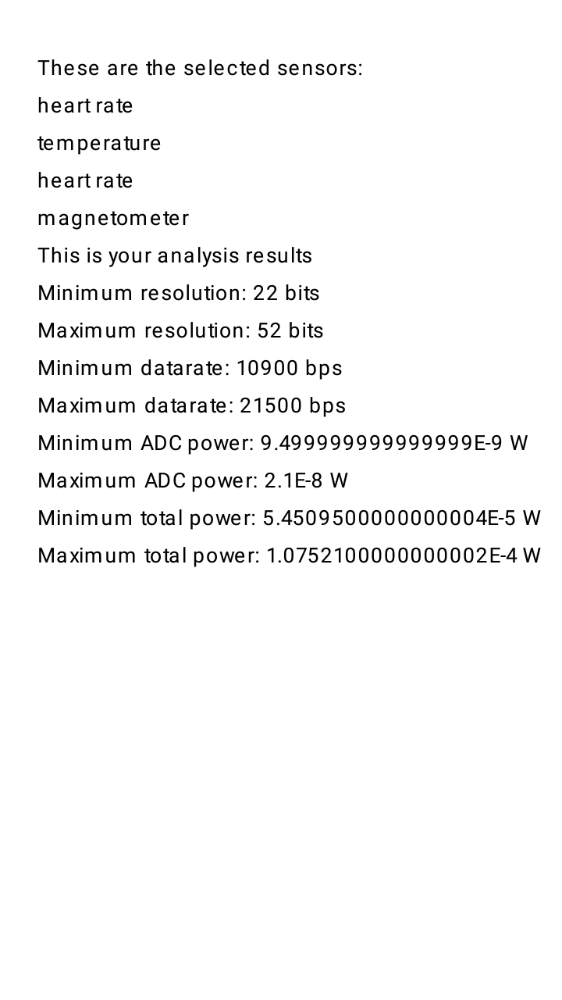 These are the selected sensors:
heart rate
temperature
heart rate
magnetometer
This is your analysis results
Minimum resolution: 22 bits
Maximum resolution: 52 bits
Minimum datarate: 10900 bps
Maximum datarate: 21500 bps
Minimum ADC power: 9.499999999999999E-9 W
Maximum ADC power: 2.1E-8 W
Minimum total power: 5.4509500000000004E-5 W
Maximum total power: 1.0752100000000002E-4 W